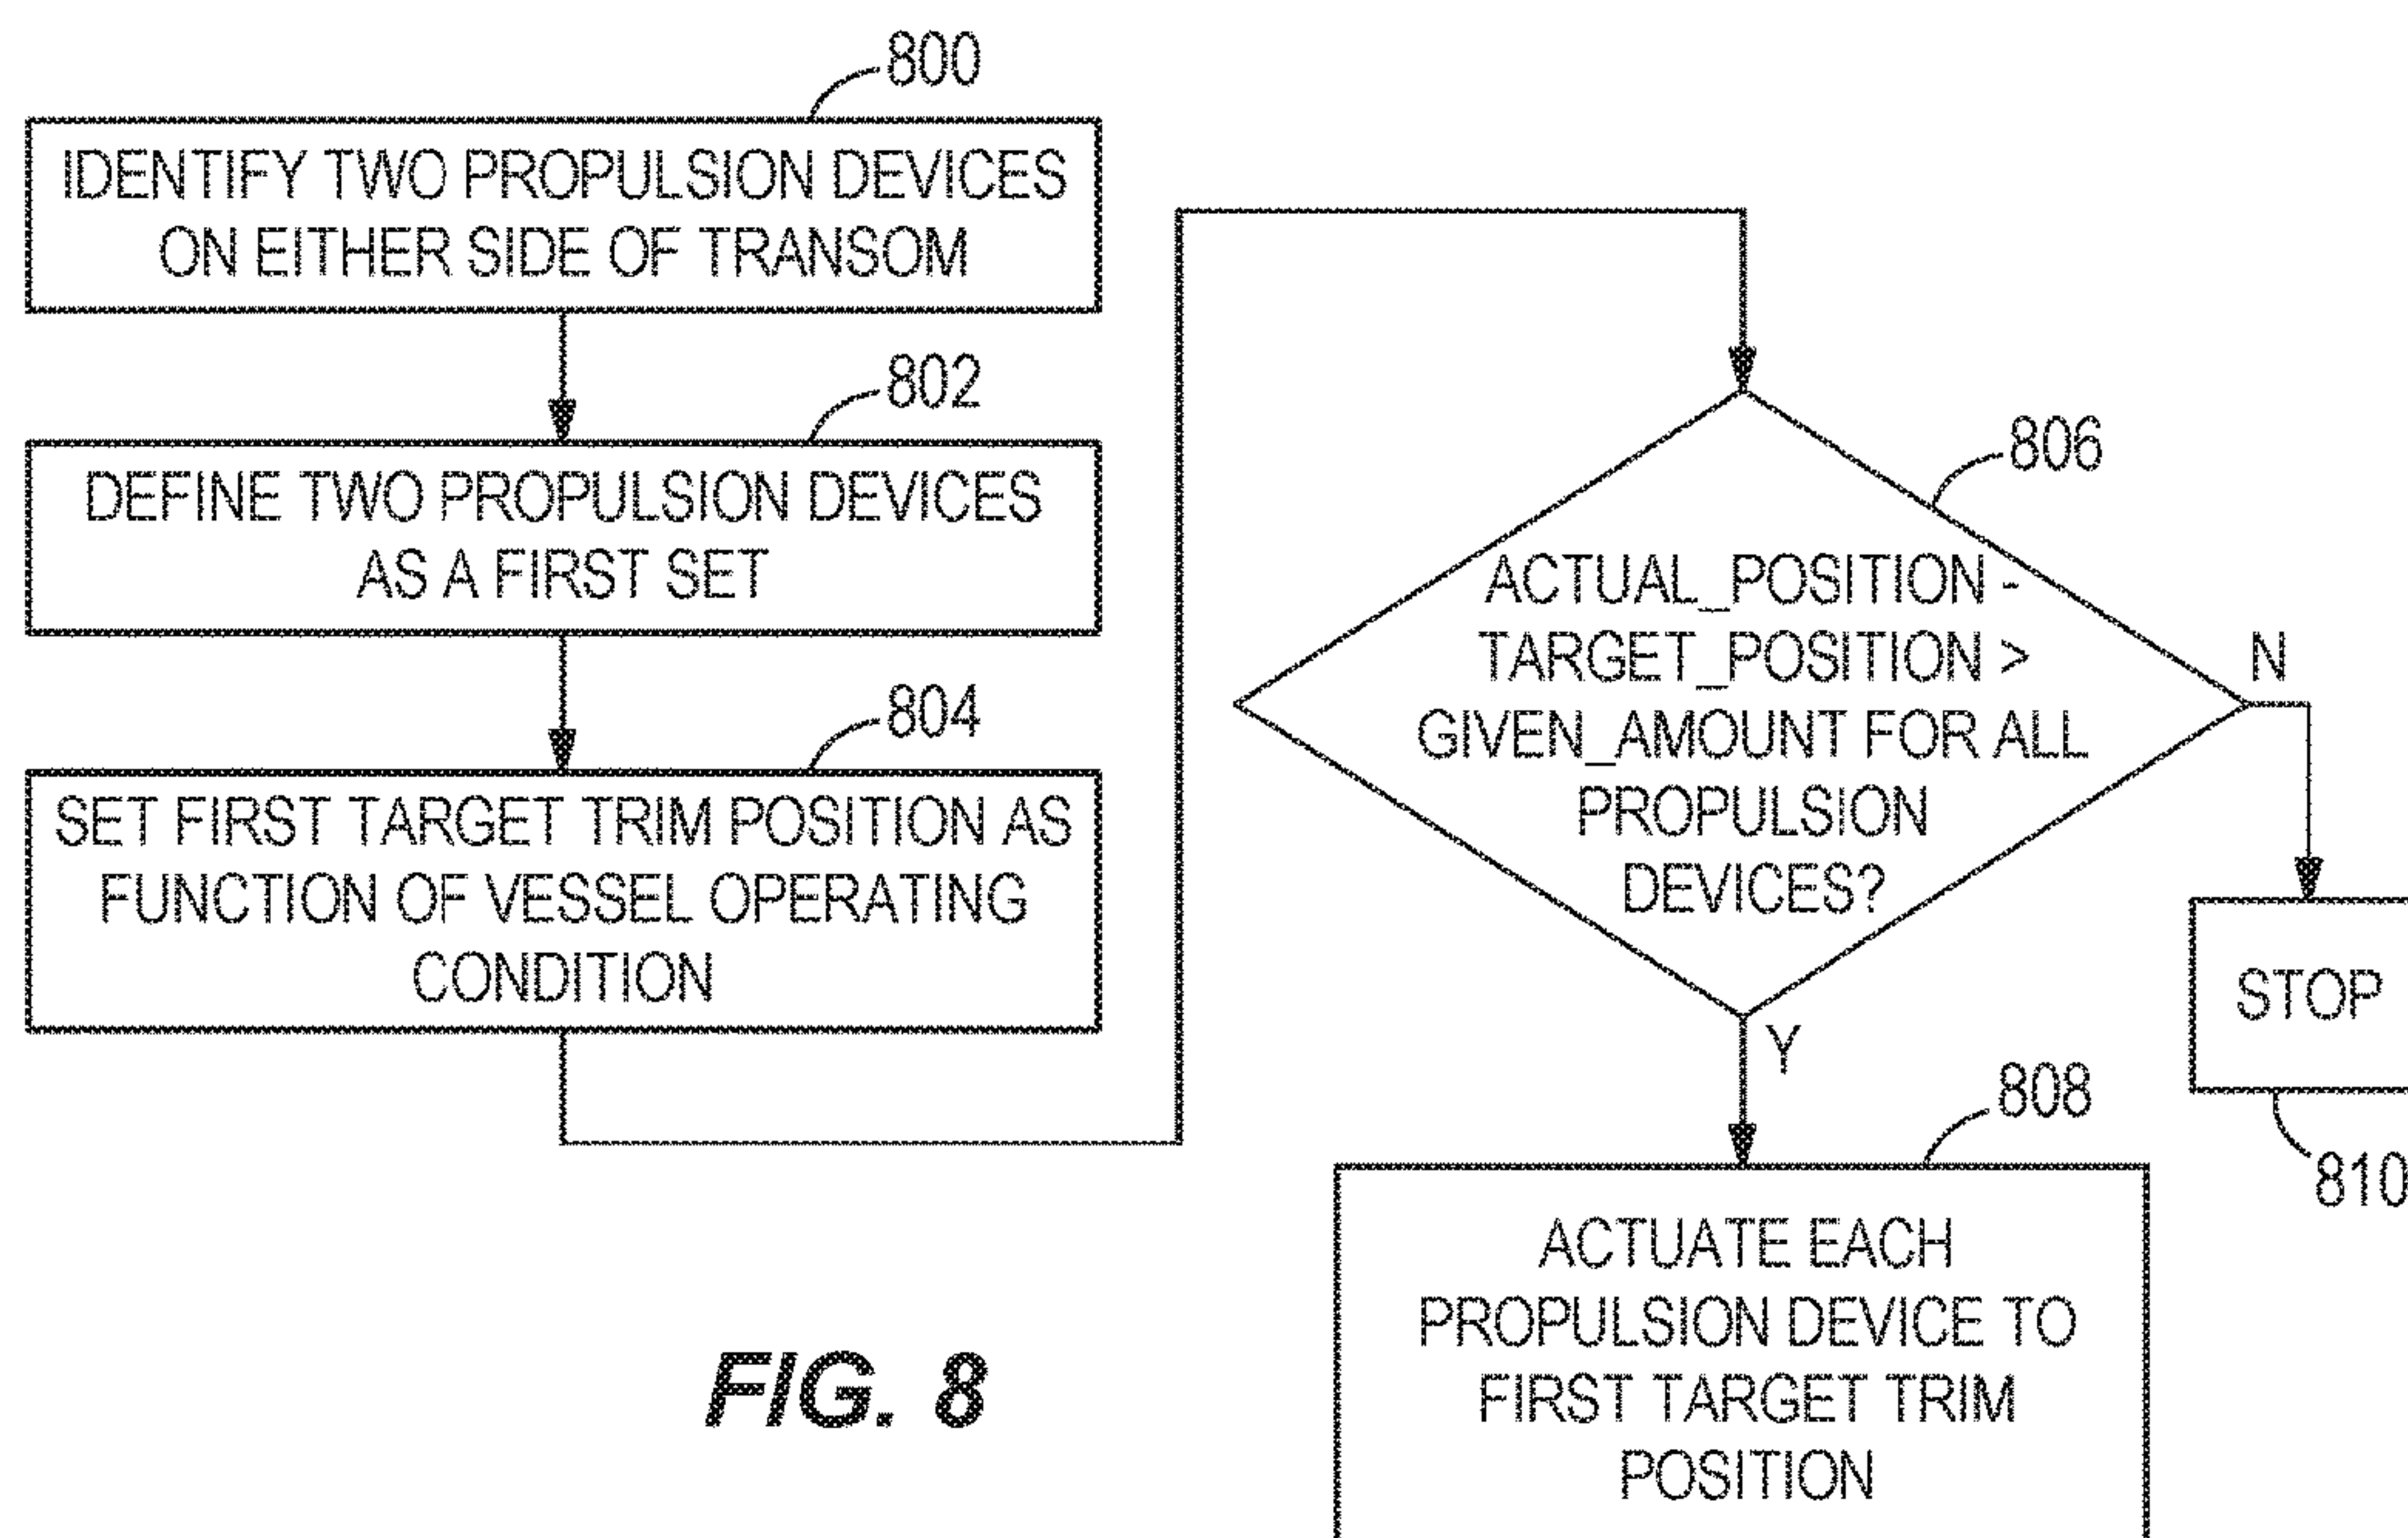 800
IDENTIFY TWO PROPULSION DEVICES
ON EITHER SIDE OF TRANSOM
802
DEFINE TWO PROPULSION DEVICES
AS A FIRST SET
804
SET FIRST TARGET TRIM POSITION AS
FUNCTION OF VESSEL OPERATING
CONDITION
806
ACTUAL_POSITION -
TARGET_POSITION >
GIVEN_AMOUNT FOR ALL
PROPULSION
DEVICES?
N
STOP
810
Y
808
ACTUATE EACH
PROPULSION DEVICE TO
FIRST TARGET TRIM
POSITION
FIG. 8